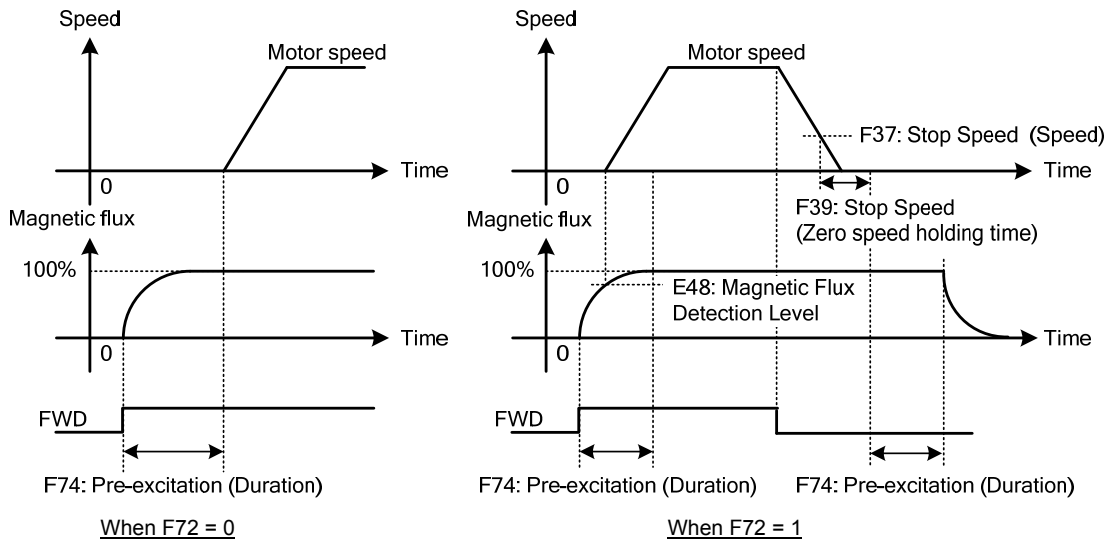 Speed
Motor speed
Time
0
Magnetic flux
100%
Time
0
FWD
F74: Pre-excitation (Duration)
When F72 = 0
Speed
Motor speed
F37: Stop Speed (Speed)
Time
0
F39: Stop Speed
(Zero speed holding time)
Magnetic flux
100%
E48: Magnetic Flux
Detection Level
Time
0
FWD
F74: Pre-excitation (Duration)
F74: Pre-excitation (Duration)
When F72 = 1